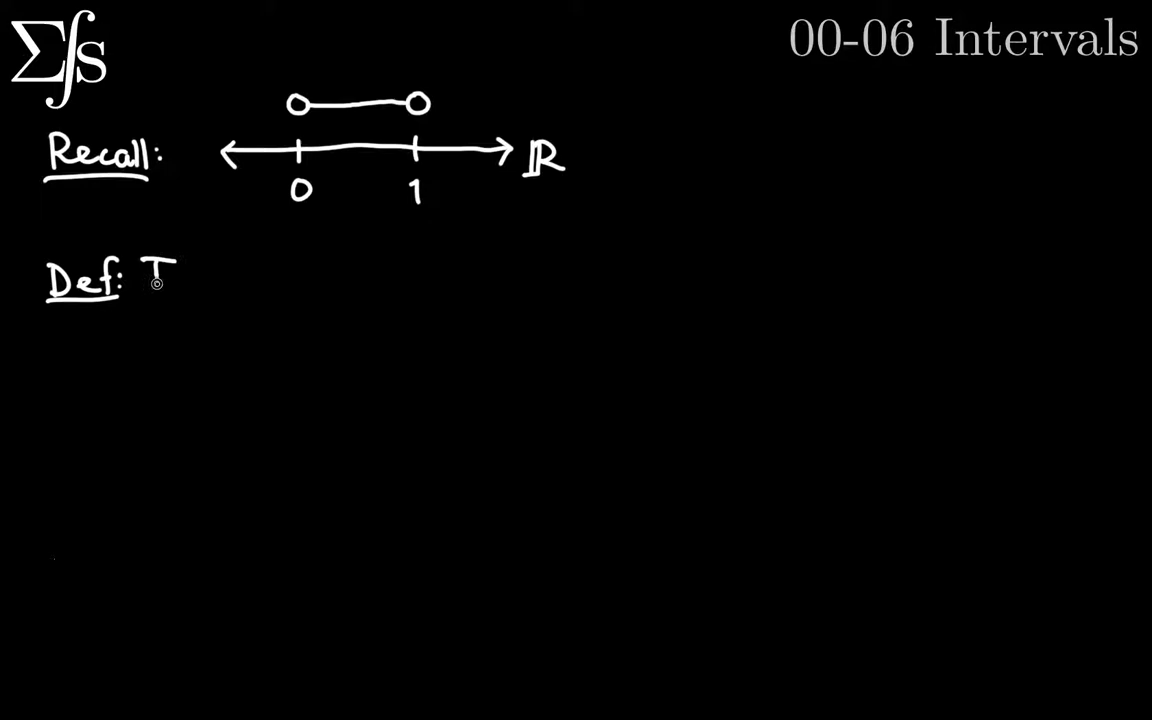 Σ∫S
00-06 Intervals
Recall: ℝ
0 1
Def: T